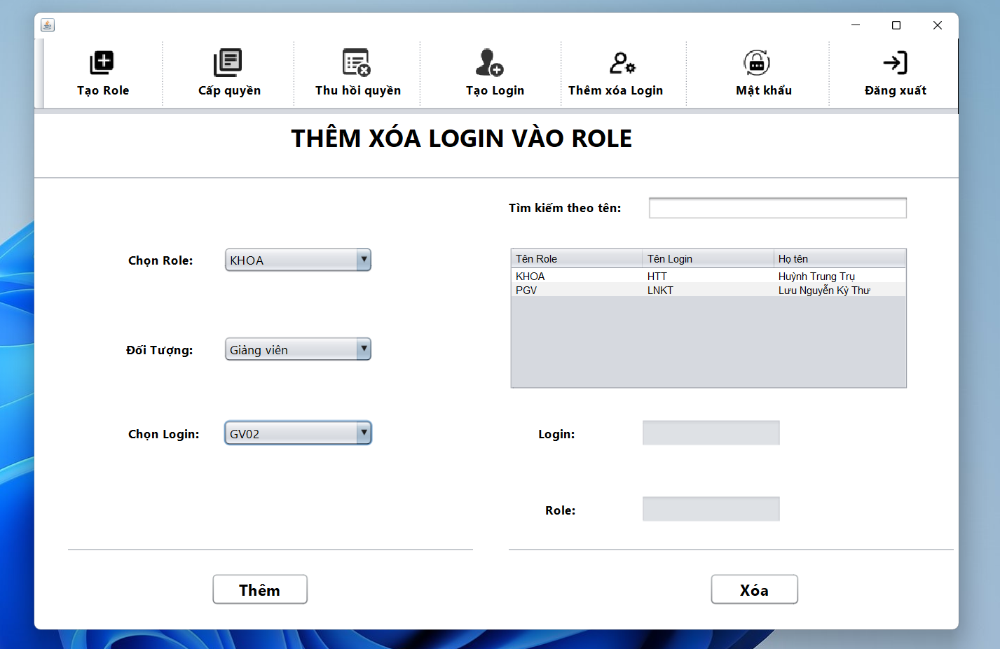 Tạo Role
Cấp quyền
Thu hồi quyền
Tạo Login
Thêm xóa Login
Mật khẩu
Đăng xuất
THÊM XÓA LOGIN VÀO ROLE
Tìm kiếm theo tên:
Chọn Role: KHOA
Đối Tượng: Giảng viên
Chọn Login: GV02
Tên Role Tên Login Họ tên
KHOA HTT Huỳnh Trung Trụ
PGV LNKT Lưu Nguyễn Kỳ Thư
Login:
Role:
Thêm
Xóa